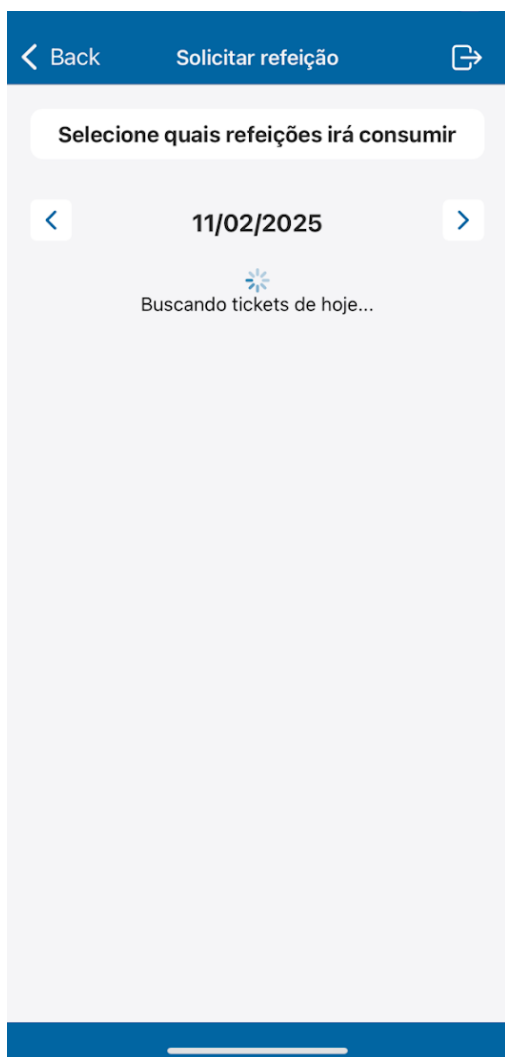 Back
Solicitar refeição
Selecione quais refeições irá consumir
11/02/2025
Buscando tickets de hoje...